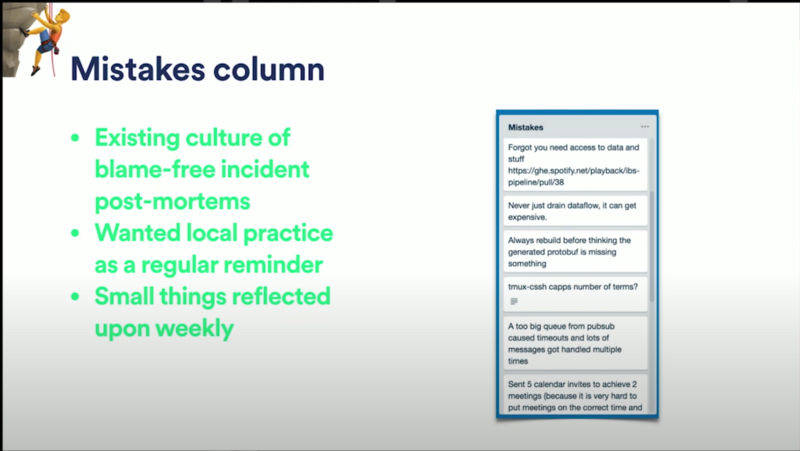 Mistakes column
• Existing culture of
blame-free incident
post-mortems
• Wanted local practice
as a regular reminder
• Small things reflected
upon weekly
Mistakes ...
Forgot you need access to data and
stuff
https://ghe.spotify.net/playback/ibs-
pipeline/pull/38
Never just drain dataflow, it can get
expensive.
Always rebuild before thinking the
generated protobuf is missing
something
tmux-cssh capps number of terms?
A too big queue from pubsub
caused timeouts and lots of
messages got handled multiple
times
Sent 5 calendar invites to achieve 2
meetings (because it is very hard to
put meetings on the correct time and